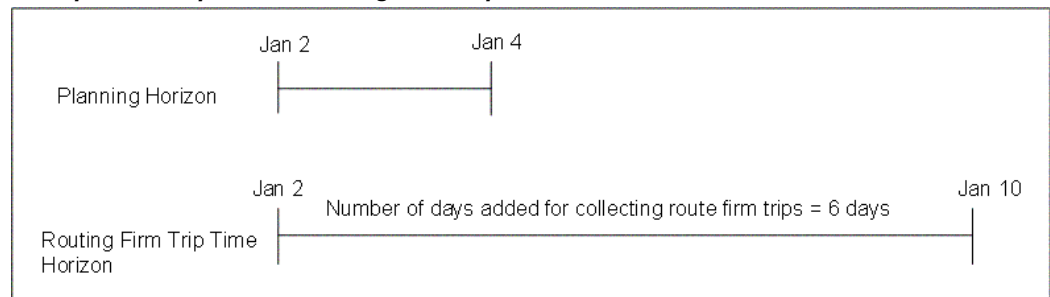 Jan 2
Jan 4
Planning Horizon
Jan 2
Jan 10
Number of days added for collecting route firm trips = 6 days
Routing Firm Trip Time
Horizon